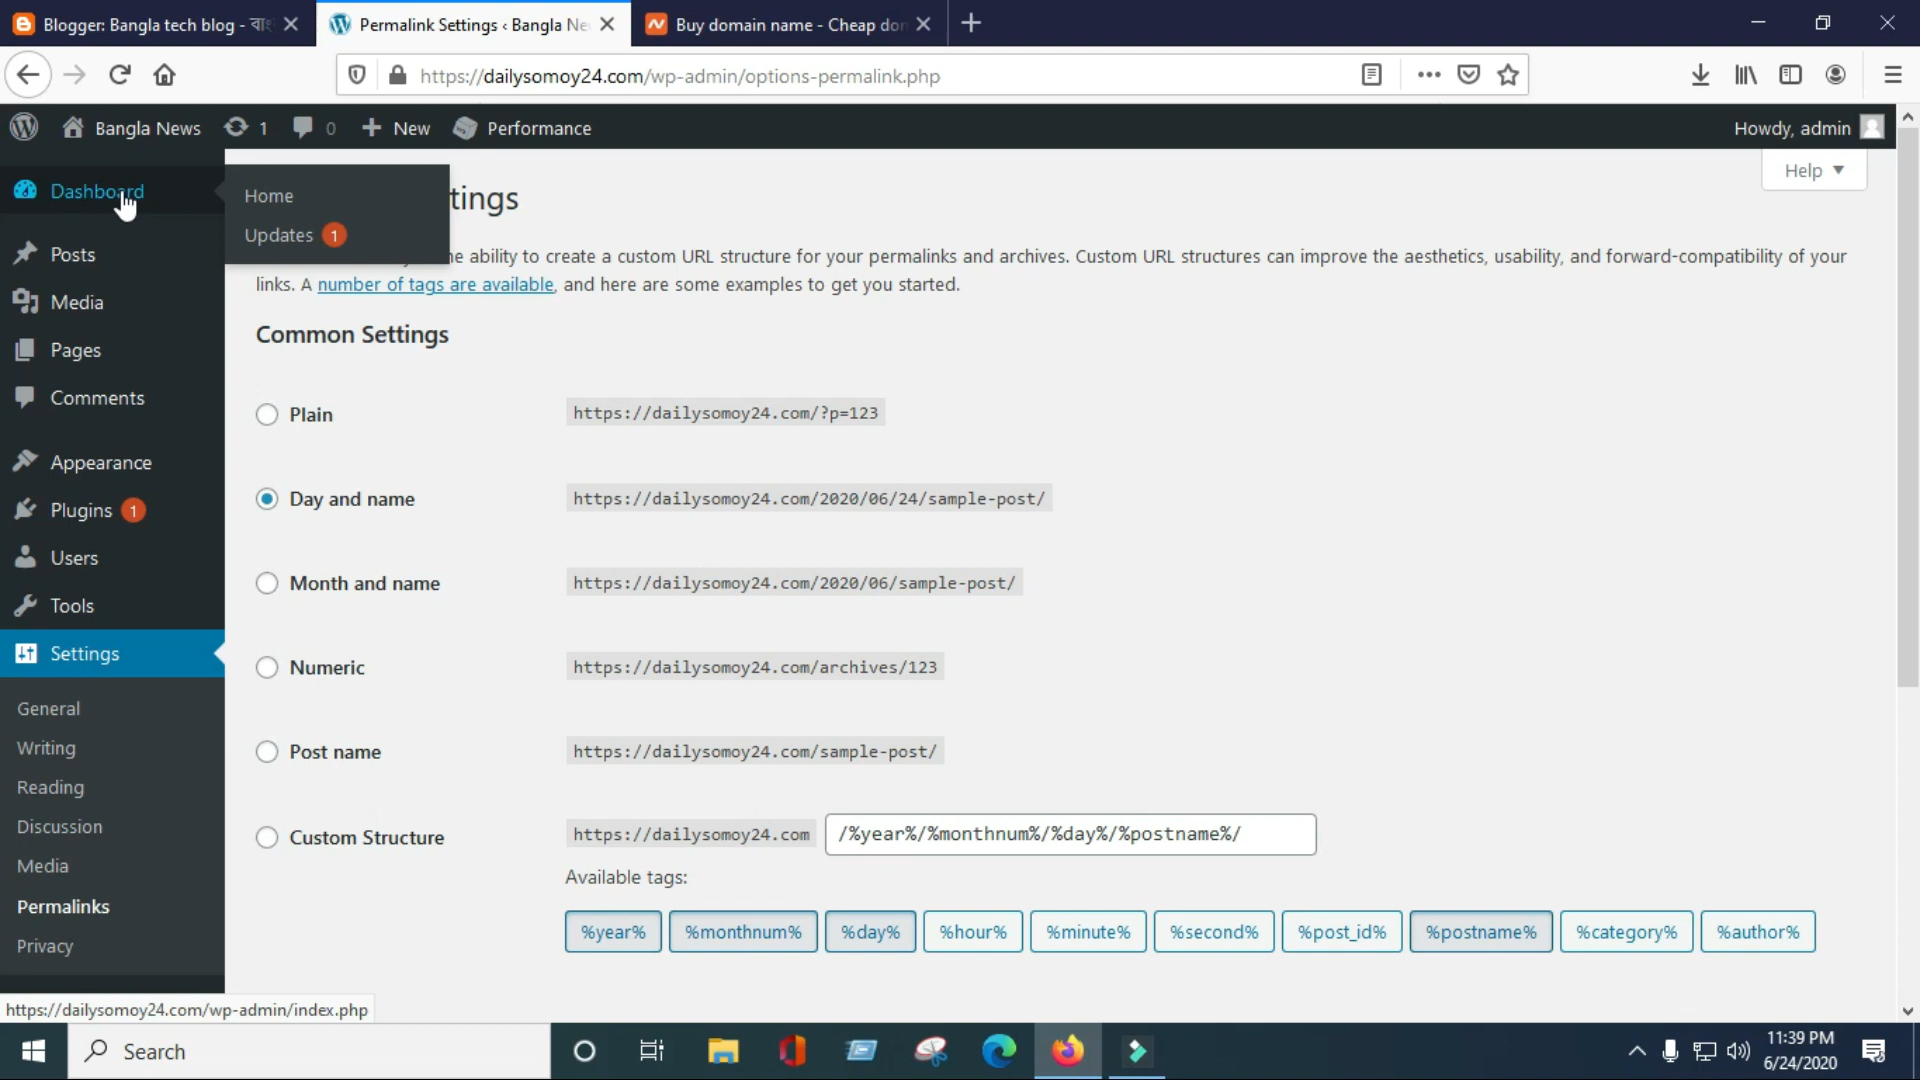 Blogger: Bangla tech blog - বাং
Permalink Settings ‹ Bangla Ne
Buy domain name - Cheap don
https://dailysomoy24.com/wp-admin/options-permalink.php
Bangla News
1
0
New
Performance
Howdy, admin
Help
Dashboard
Home
Updates 1
tings
he ability to create a custom URL structure for your permalinks and archives. Custom URL structures can improve the aesthetics, usability, and forward-compatibility of your
links. A number of tags are available, and here are some examples to get you started.
Posts
Media
Pages
Comments
Appearance
Plugins 1
Users
Tools
Settings
General
Writing
Reading
Discussion
Media
Permalinks
Privacy
Common Settings
Plain
https://dailysomoy24.com/?p=123
Day and name
https://dailysomoy24.com/2020/06/24/sample-post/
Month and name
https://dailysomoy24.com/2020/06/sample-post/
Numeric
https://dailysomoy24.com/archives/123
Post name
https://dailysomoy24.com/sample-post/
Custom Structure
https://dailysomoy24.com
/%year%/%monthnum%/%day%/%postname%/
Available tags:
%year% %monthnum% %day% %hour% %minute% %second% %post_id% %postname% %category% %author%
https://dailysomoy24.com/wp-admin/index.php
Search
11:39 PM
6/24/2020